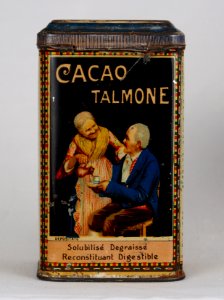 CACAO
TALMONE
Solubilisé Dégraissé
Reconstituant Digestible